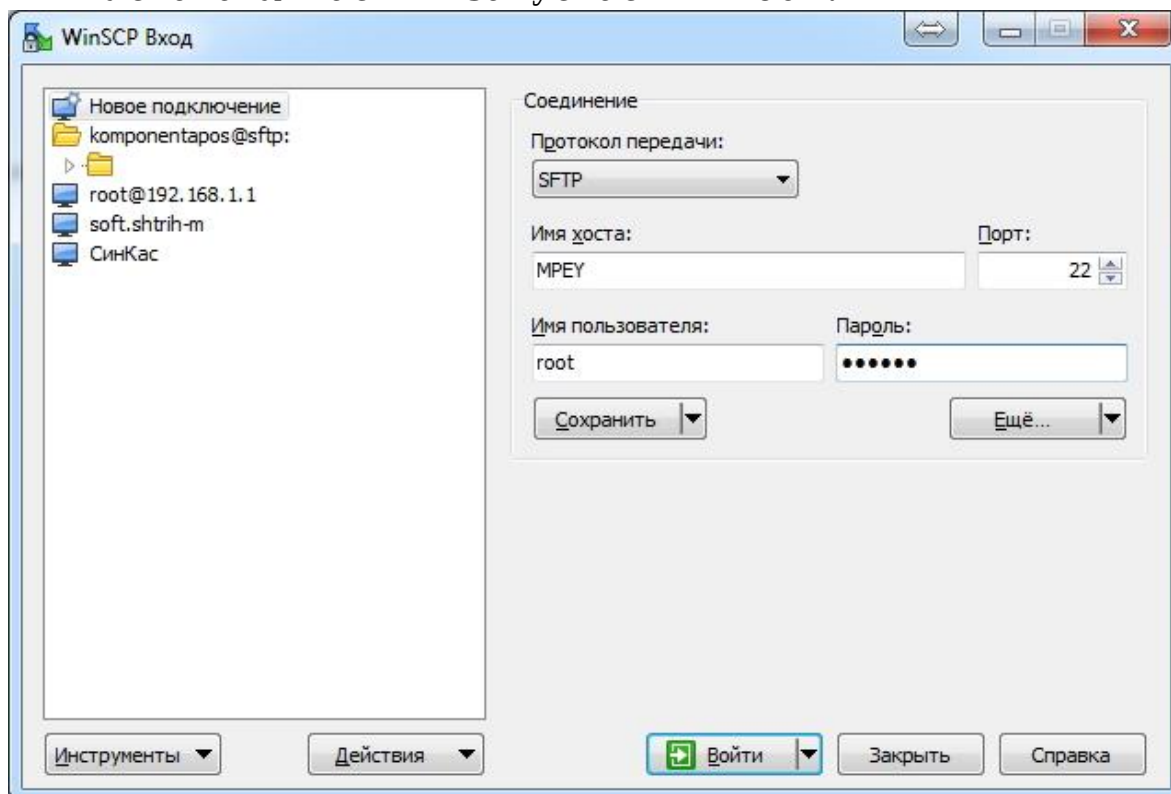 WinSCP Вход
Новое подключение
komponentapos@sftp:
root@192.168.1.1
soft.shtrih-m
СинКас
Соединение
Протокол передачи:
SFTP
Имя хоста: Порт:
MPEY 22
Имя пользователя: Пароль:
root ••••••
Сохранить Ещё...
Инструменты Действия Войти Закрыть Справка